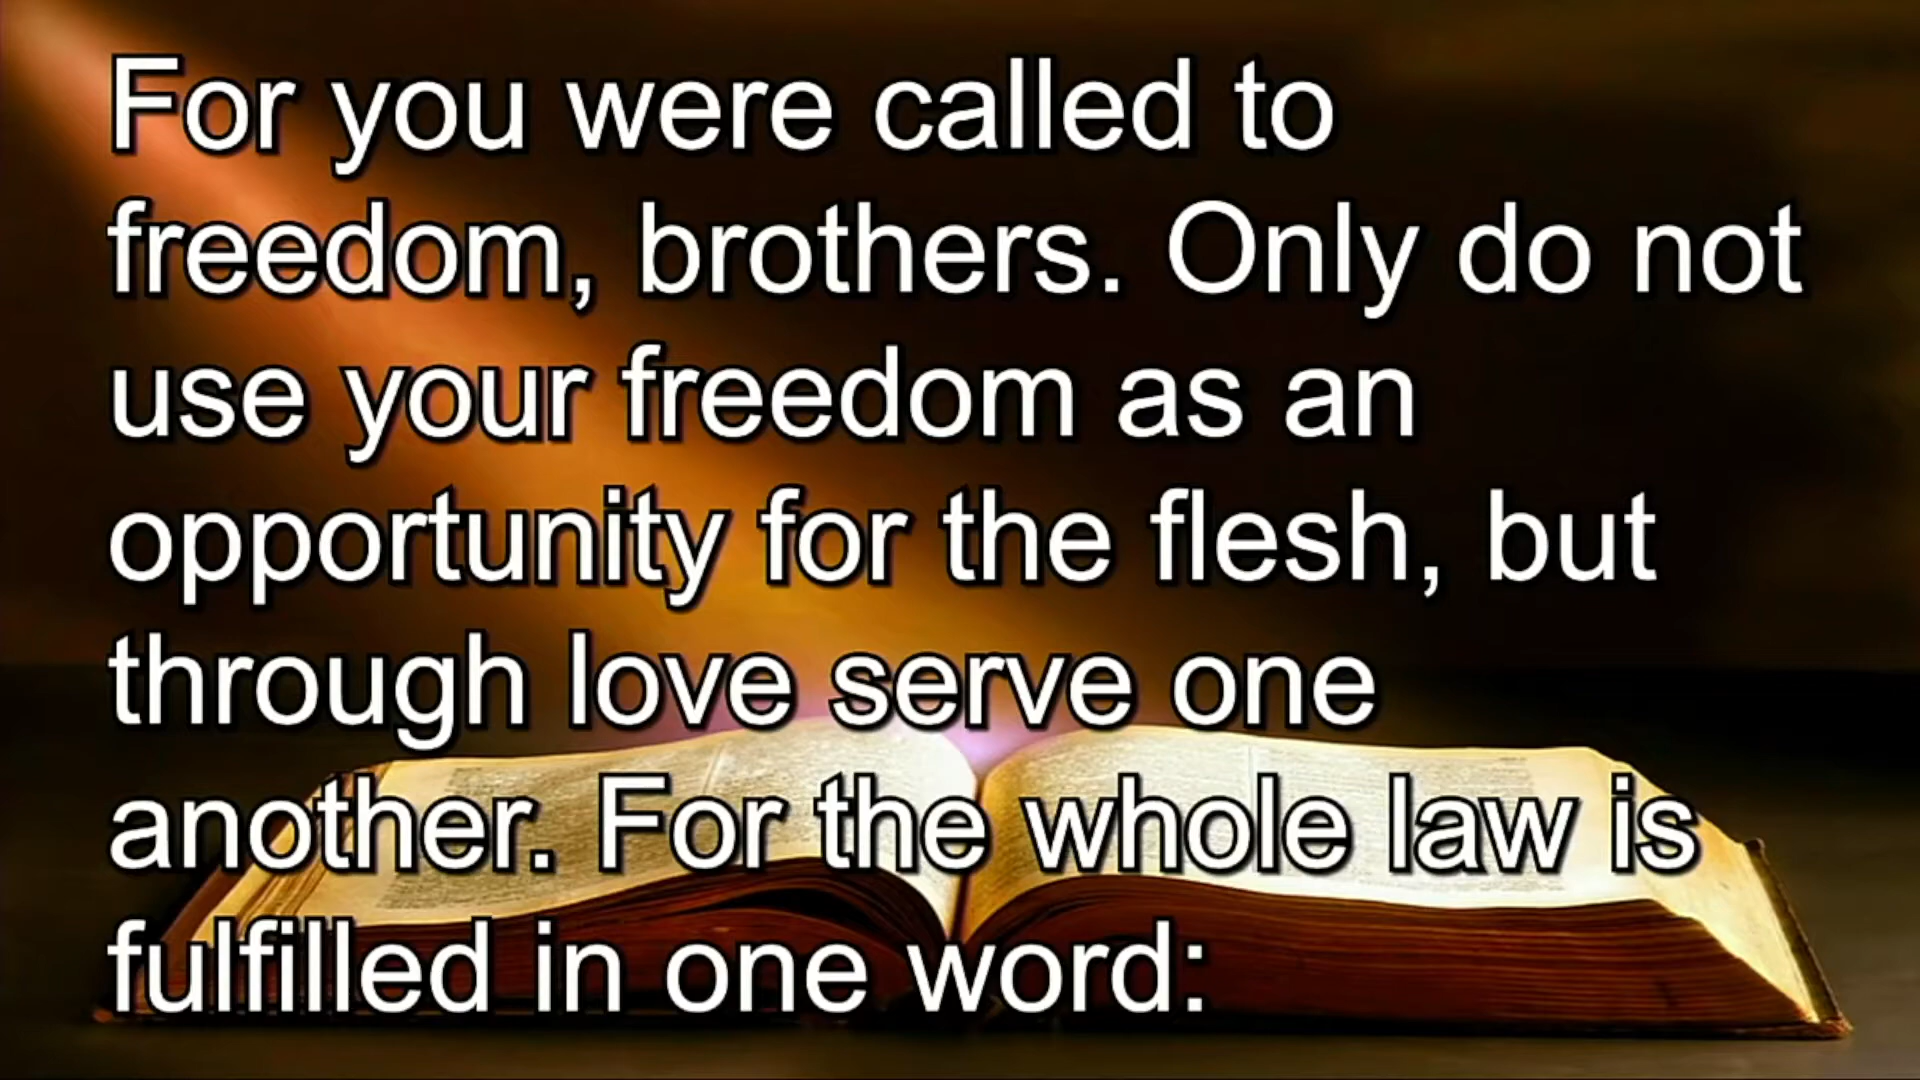 For you were called to
freedom, brothers. Only do not
use your freedom as an
opportunity for the flesh, but
through love serve one
another. For the whole law is
fulfilled in one word: